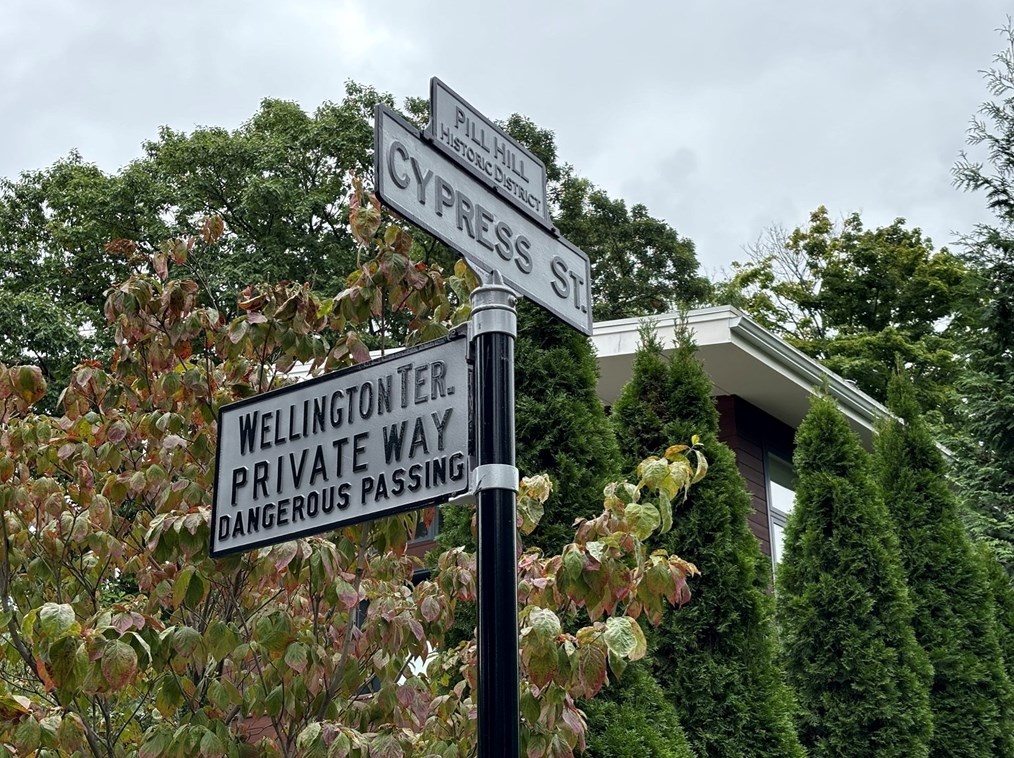 PILL HILL
HISTORIC DISTRICT
CYPRESS ST.
WELLINGTON TER.
PRIVATE WAY
DANGEROUS PASSING